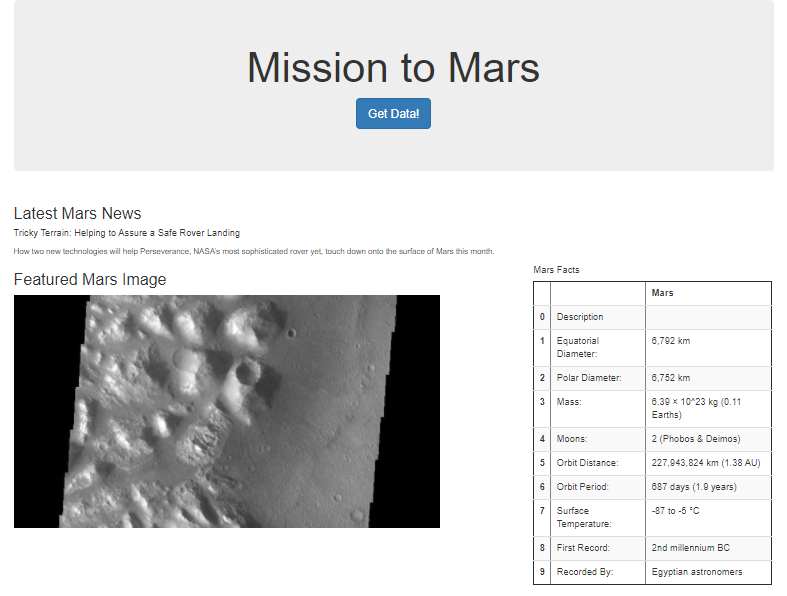 Mission to Mars
Get Data!
Latest Mars News
Tricky Terrain: Helping to Assure a Safe Rover Landing
How two new technologies will help Perseverance, NASA's most sophisticated rover yet, touch down onto the surface of Mars this month.
Featured Mars Image
Mars Facts
Mars
0 Description
1 Equatorial
Diameter: 6,792 km
2 Polar Diameter: 6,752 km
3 Mass: 6.39 × 10^23 kg (0.11
Earths)
4 Moons: 2 (Phobos & Deimos)
5 Orbit Distance: 227,943,824 km (1.38 AU)
6 Orbit Period: 687 days (1.9 years)
7 Surface
Temperature: -87 to -5 °C
8 First Record: 2nd millennium BC
9 Recorded By: Egyptian astronomers